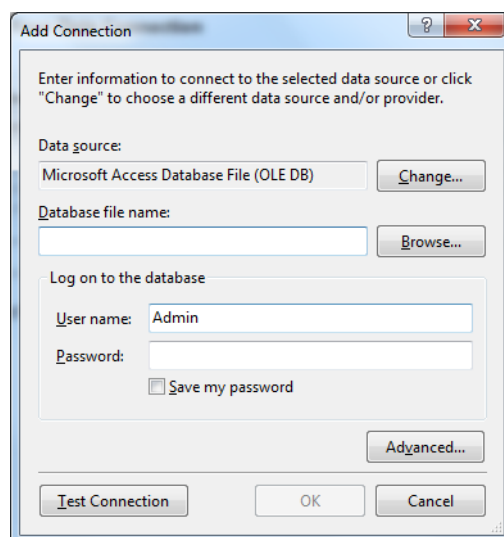 Add Connection
?
Enter information to connect to the selected data source or click
"Change" to choose a different data source and/or provider.
Data source:
Microsoft Access Database File (OLE DB)
Change...
Database file name:
Browse...
Log on to the database
User name:
Admin
Password:
Save my password
Advanced...
Test Connection
OK
Cancel